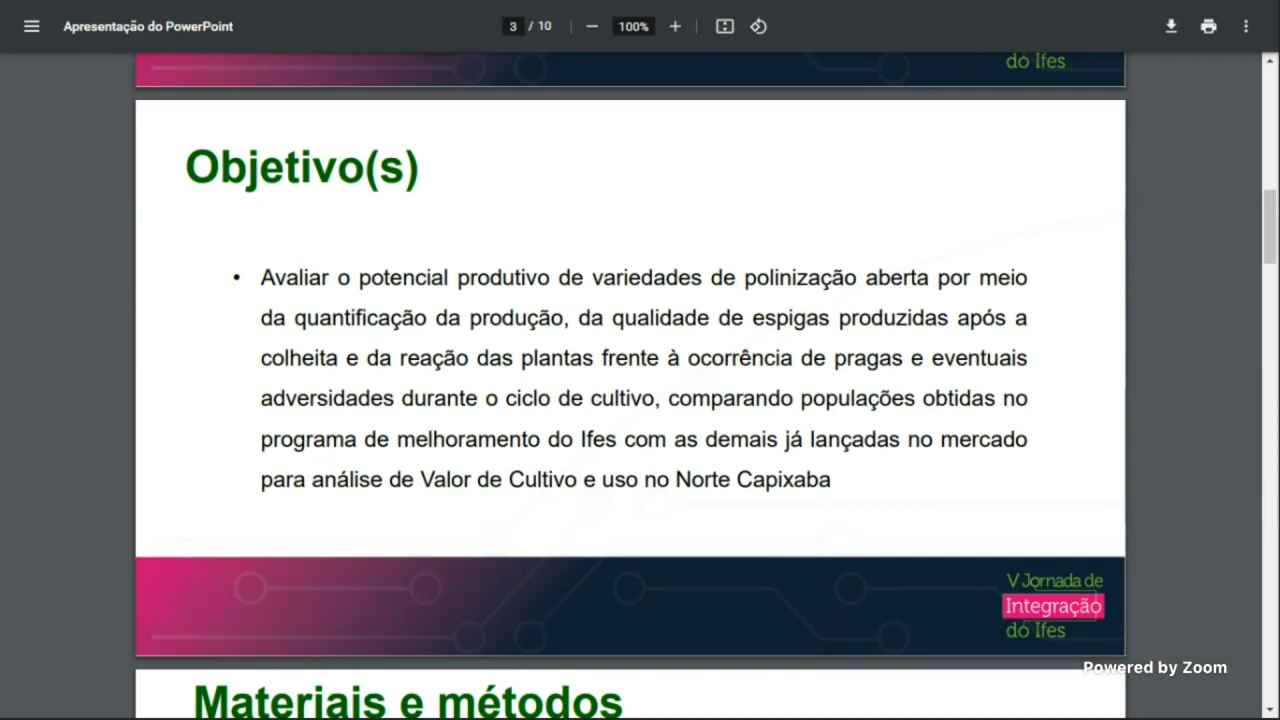 Apresentação do PowerPoint
3 / 10
100%
do Ifes
Objetivo(s)
• Avaliar o potencial produtivo de variedades de polinização aberta por meio
da quantificação da produção, da qualidade de espigas produzidas após a
colheita e da reação das plantas frente à ocorrência de pragas e eventuais
adversidades durante o ciclo de cultivo, comparando populações obtidas no
programa de melhoramento do Ifes com as demais já lançadas no mercado
para análise de Valor de Cultivo e uso no Norte Capixaba
V Jornada de
Integração
do Ifes
Powered by Zoom
Materiais e métodos